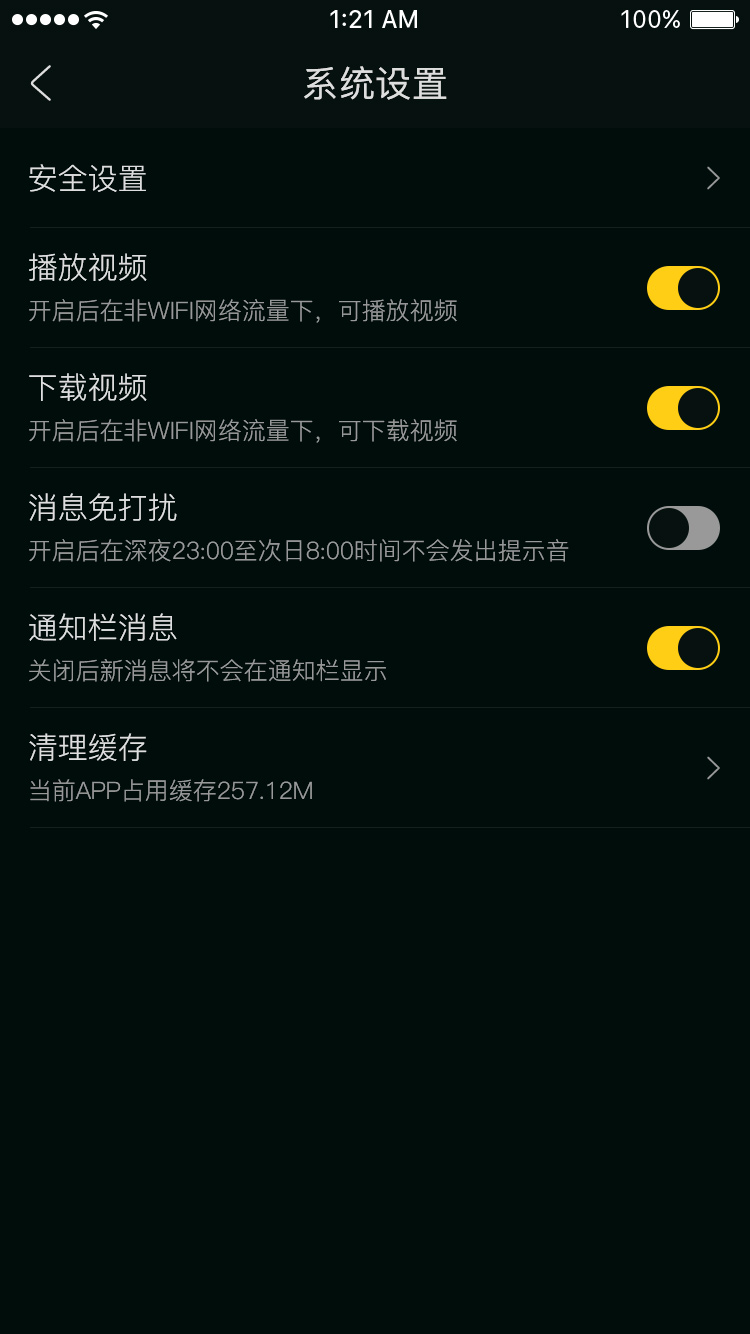 1:21 AM 100%
系统设置
安全设置
播放视频
开启后在非WIFI网络流量下，可播放视频
下载视频
开启后在非WIFI网络流量下，可下载视频
消息免打扰
开启后在深夜23:00至次日8:00时间不会发出提示音
通知栏消息
关闭后新消息将不会在通知栏显示
清理缓存
当前APP占用缓存257.12M